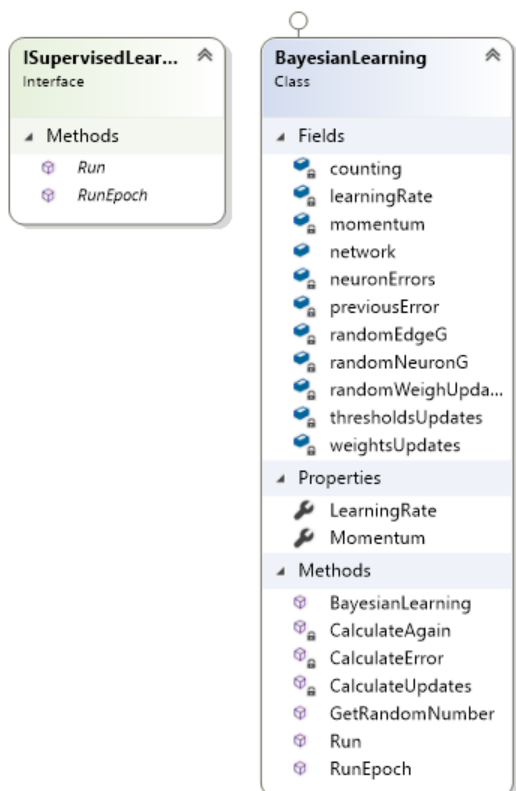 ISupervisedLear...
Interface
Methods
Run
RunEpoch
BayesianLearning
Class
Fields
counting
learningRate
momentum
network
neuronErrors
previousError
randomEdgeG
randomNeuronG
randomWeighUpda...
thresholdsUpdates
weightsUpdates
Properties
LearningRate
Momentum
Methods
BayesianLearning
CalculateAgain
CalculateError
CalculateUpdates
GetRandomNumber
Run
RunEpoch